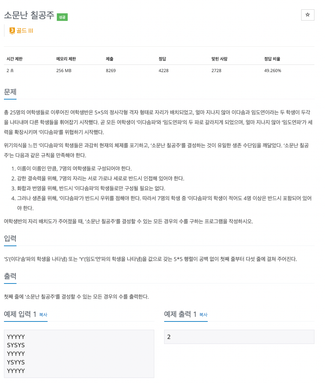 소문난 칠공주
골드 III
시간 제한 메모리 제한 제출 정답 맞힌 사람 정답 비율
2 초 256 MB 8269 4228 2728 49.260%
문제
총 25명의 여학생들로 이루어진 여학생반은 5×5의 정사각형 격자 형태로 자리가 배치되었고, 얼마 지나지 않아 이다솜과 임도연이라는 두 학생이 두각
을 나타내며 다른 학생들을 휘어잡기 시작했다. 곧 모든 여학생이 '이다솜파'와 '임도연파'의 두 파로 갈라지게 되었으며, 얼마 지나지 않아 '임도연파'가 세
력을 확장시키며 '이다솜파'를 위협하기 시작했다.
위기의식을 느낀 '이다솜파'의 학생들은 과감히 현재의 체제를 포기하고, '소문난 칠공주'를 결성하는 것이 유일한 생존 수단임을 깨달았다. '소문난 칠공
주'는 다음과 같은 규칙을 만족해야 한다.
1. 이름이 이름인 만큼, 7명의 여학생들로 구성되어야 한다.
2. 강한 결속력을 위해, 7명의 자리는 서로 가로나 세로로 반드시 인접해 있어야 한다.
3. 화합과 번영을 위해, 반드시 '이다솜파'의 학생들로만 구성될 필요는 없다.
4. 그러나 생존을 위해, '이다솜파'가 반드시 우위를 점해야 한다. 따라서 7명의 학생 중 '이다솜파'의 학생이 적어도 4명 이상은 반드시 포함되어 있어
야 한다.
여학생반의 자리 배치도가 주어졌을 때, '소문난 칠공주'를 결성할 수 있는 모든 경우의 수를 구하는 프로그램을 작성하시오.
입력
'S'(이다솜파의 학생을 나타냄) 또는 'Y'(임도연파의 학생을 나타냄)을 값으로 갖는 5*5 행렬이 공백 없이 첫째 줄부터 다섯 줄에 걸쳐 주어진다.
출력
첫째 줄에 '소문난 칠공주'를 결성할 수 있는 모든 경우의 수를 출력한다.
예제 입력 1 복사
YYYYY
SYSYS
YYYYY
YSYYS
YYYYY
예제 출력 1 복사
2